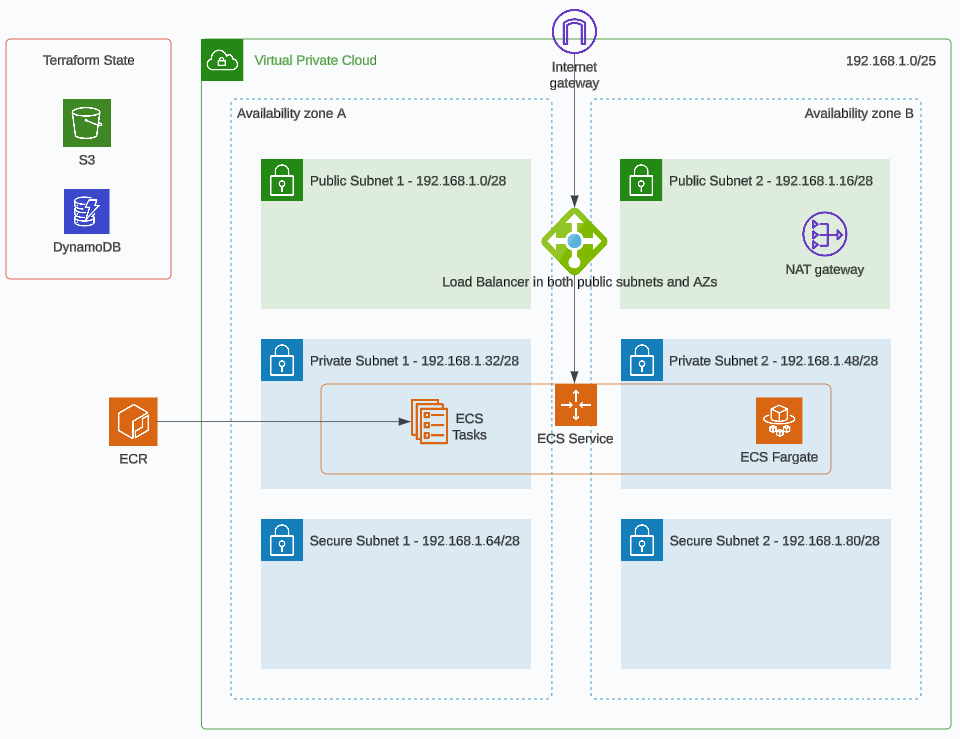 Terraform State
S3
DynamoDB
Virtual Private Cloud
Internet
gateway
192.168.1.0/25
Availability zone A
Availability zone B
Public Subnet 1 - 192.168.1.0/28
Public Subnet 2 - 192.168.1.16/28
NAT gateway
Load Balancer in both public subnets and AZs
Private Subnet 1 - 192.168.1.32/28
Private Subnet 2 - 192.168.1.48/28
ECR
ECS
Tasks
ECS Service
ECS Fargate
Secure Subnet 1 - 192.168.1.64/28
Secure Subnet 2 - 192.168.1.80/28